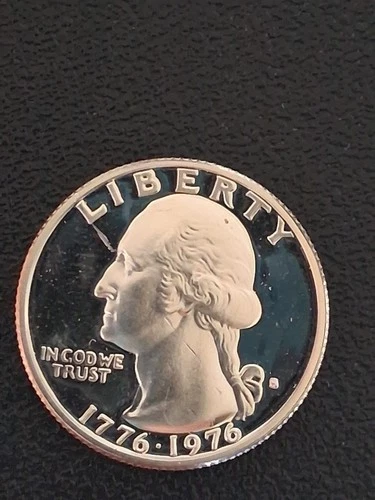 LIBERTY
IN GOD WE
TRUST
1776·1976